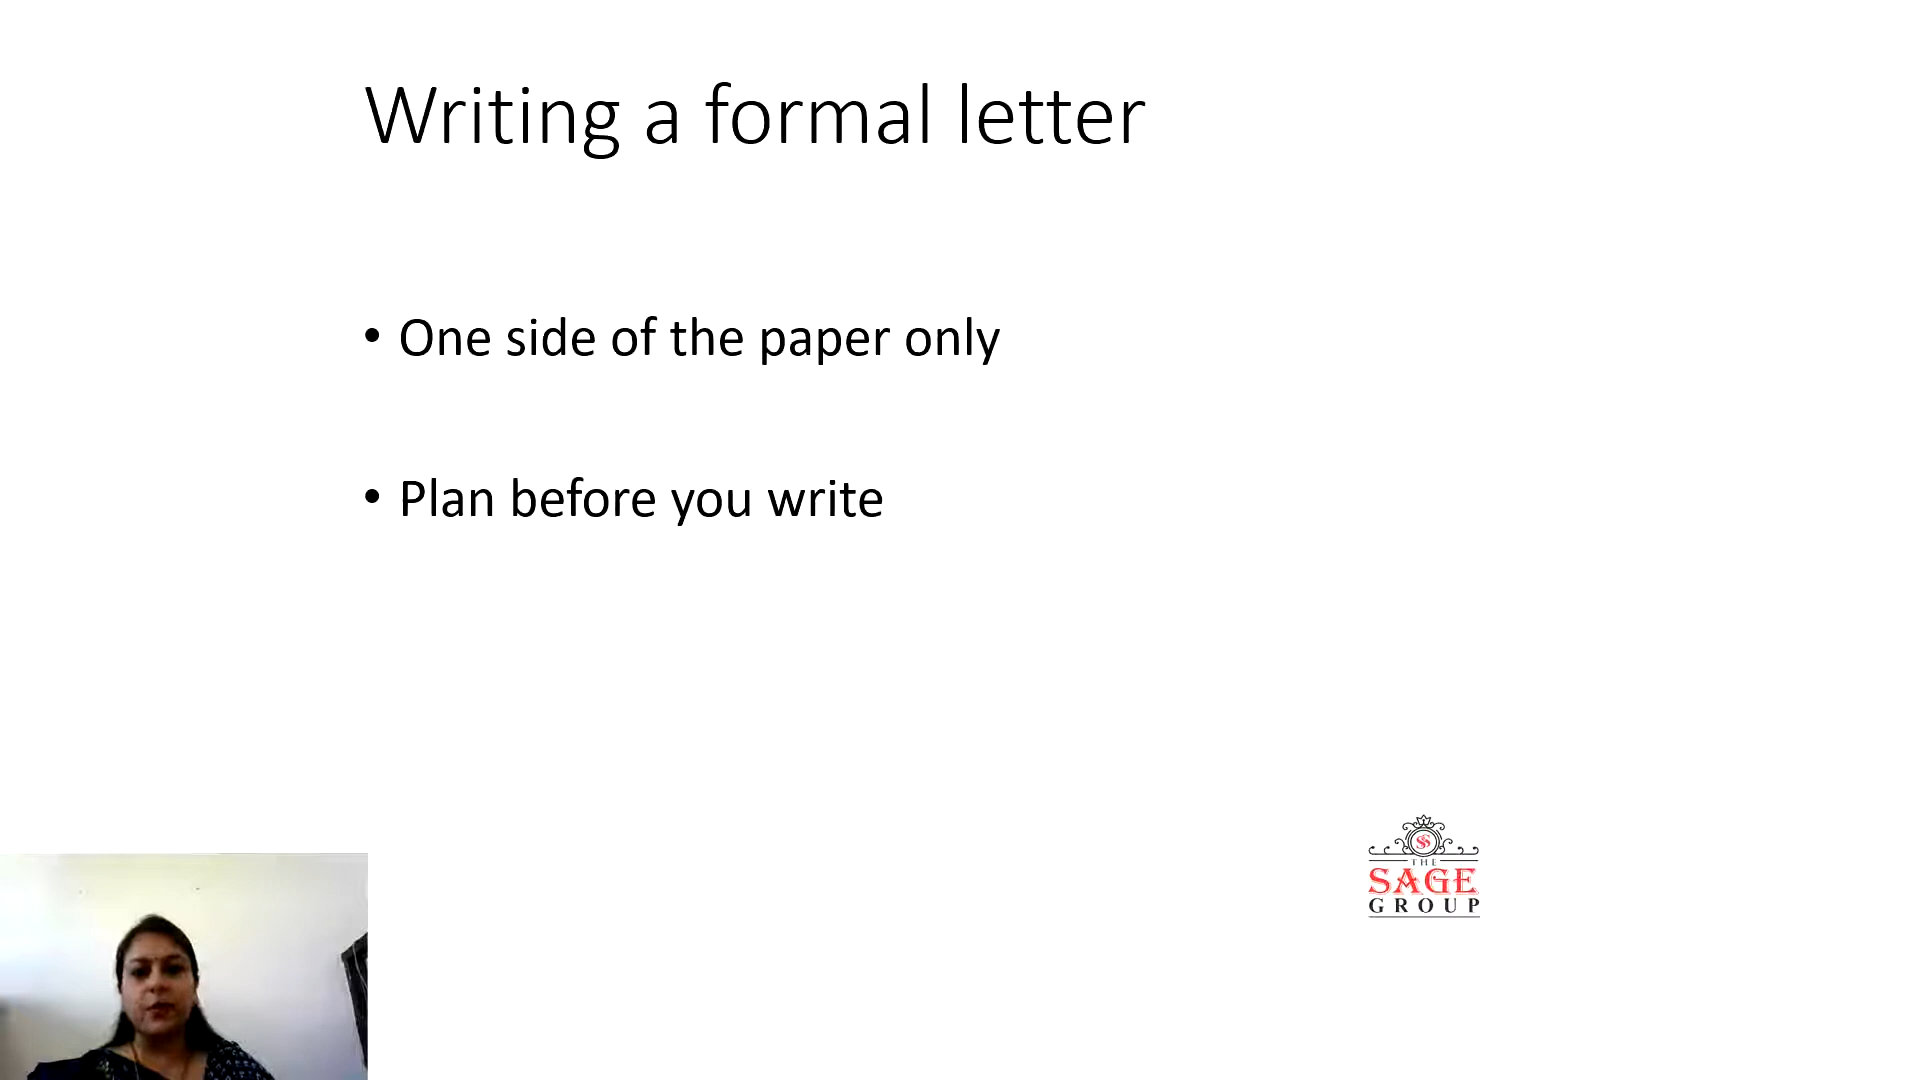 Writing a formal letter
• One side of the paper only
• Plan before you write
THE
SAGE
GROUP